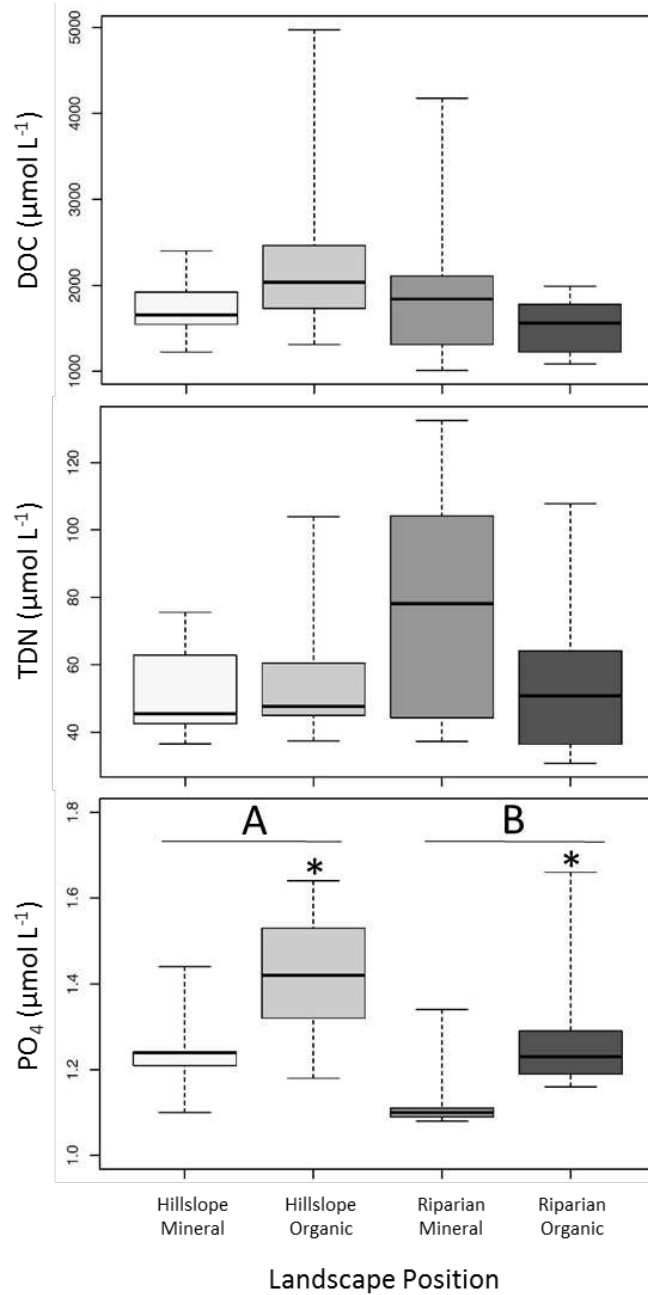 DOC (µmol L⁻¹)
5000
4000
3000
2000
1000
TDN (µmol L⁻¹)
120
100
80
60
40
PO₄ (µmol L⁻¹)
1.8
1.6
1.4
1.2
1.0
A
B
*
*
Hillslope
Mineral
Hillslope
Organic
Riparian
Mineral
Riparian
Organic
Landscape Position